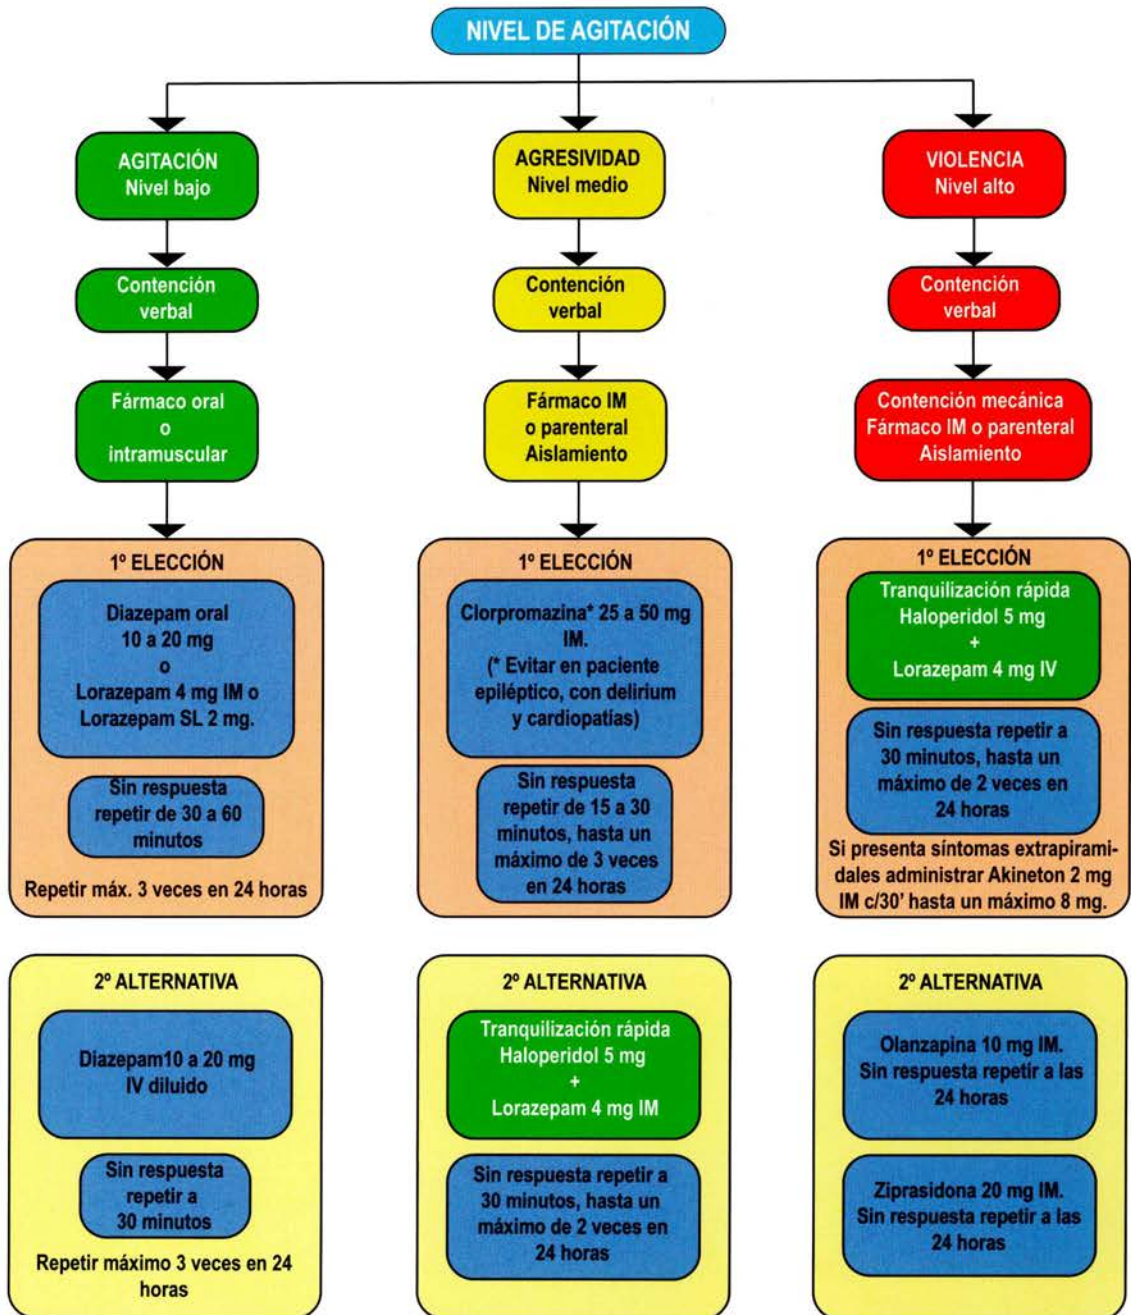 NIVEL DE AGITACIÓN
AGITACIÓN
Nivel bajo
AGRESIVIDAD
Nivel medio
VIOLENCIA
Nivel alto
Contención
verbal
Contención
verbal
Contención
verbal
Fármaco oral
o
intramuscular
Fármaco IM
o parenteral
Aislamiento
Contención mecánica
Fármaco IM o parenteral
Aislamiento
1º ELECCIÓN
Diazepam oral
10 a 20 mg
o
Lorazepam 4 mg IM o
Lorazepam SL 2 mg.
Sin respuesta
repetir de 30 a 60
minutos
Repetir máx. 3 veces en 24 horas
1º ELECCIÓN
Clorpromazina* 25 a 50 mg
IM.
(* Evitar en paciente
epiléptico, con delirium
y cardiopatías)
Sin respuesta
repetir de 15 a 30
minutos, hasta un
máximo de 3 veces
en 24 horas
1º ELECCIÓN
Tranquilización rápida
Haloperidol 5 mg
+
Lorazepam 4 mg IV
Sin respuesta repetir a
30 minutos, hasta un
máximo de 2 veces en
24 horas
Si presenta síntomas extrapirami-
dales administrar Akineton 2 mg
IM c/30’ hasta un máximo 8 mg.
2º ALTERNATIVA
Diazepam10 a 20 mg
IV diluido
Sin respuesta
repetir a
30 minutos
Repetir máximo 3 veces en 24
horas
2º ALTERNATIVA
Tranquilización rápida
Haloperidol 5 mg
+
Lorazepam 4 mg IM
Sin respuesta repetir a
30 minutos, hasta un
máximo de 2 veces en
24 horas
2º ALTERNATIVA
Olanzapina 10 mg IM.
Sin respuesta repetir a las
24 horas
Ziprasidona 20 mg IM.
Sin respuesta repetir a las
24 horas